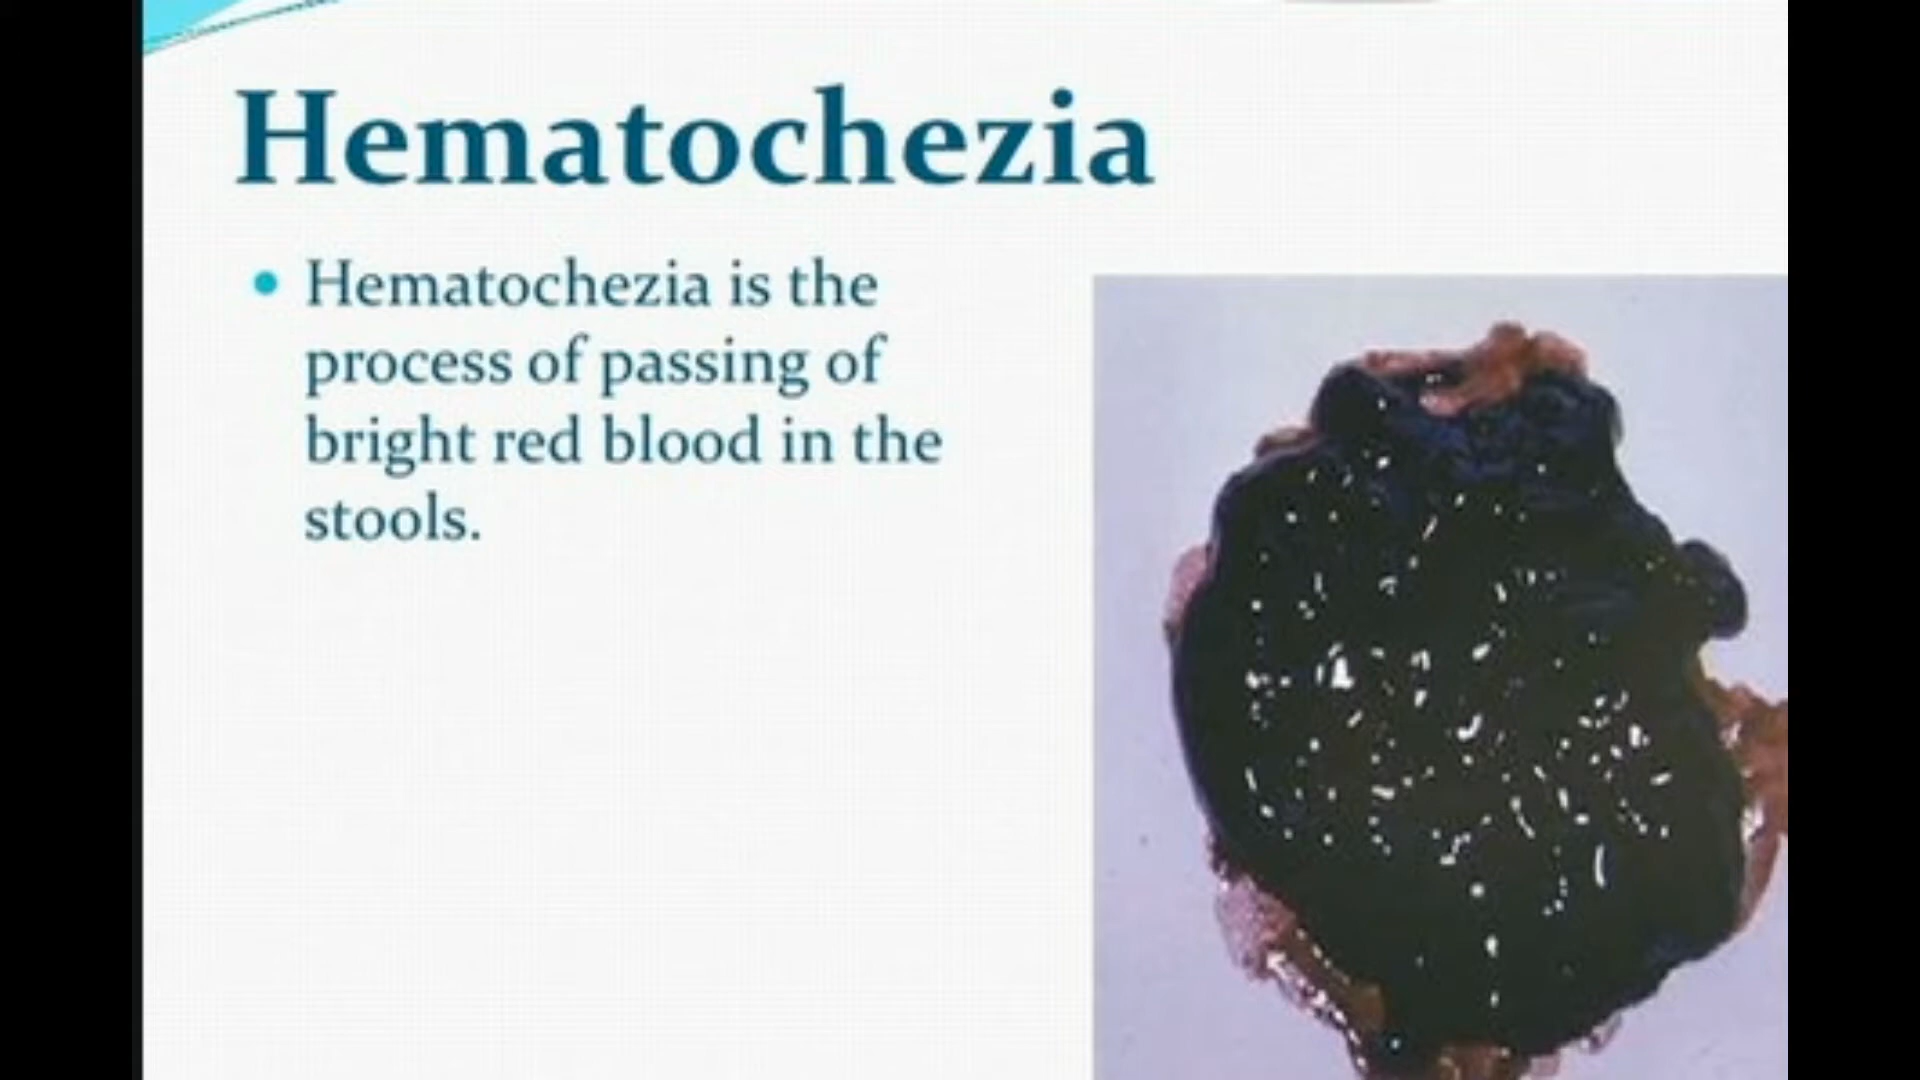 Hematochezia
• Hematochezia is the
process of passing of
bright red blood in the
stools.